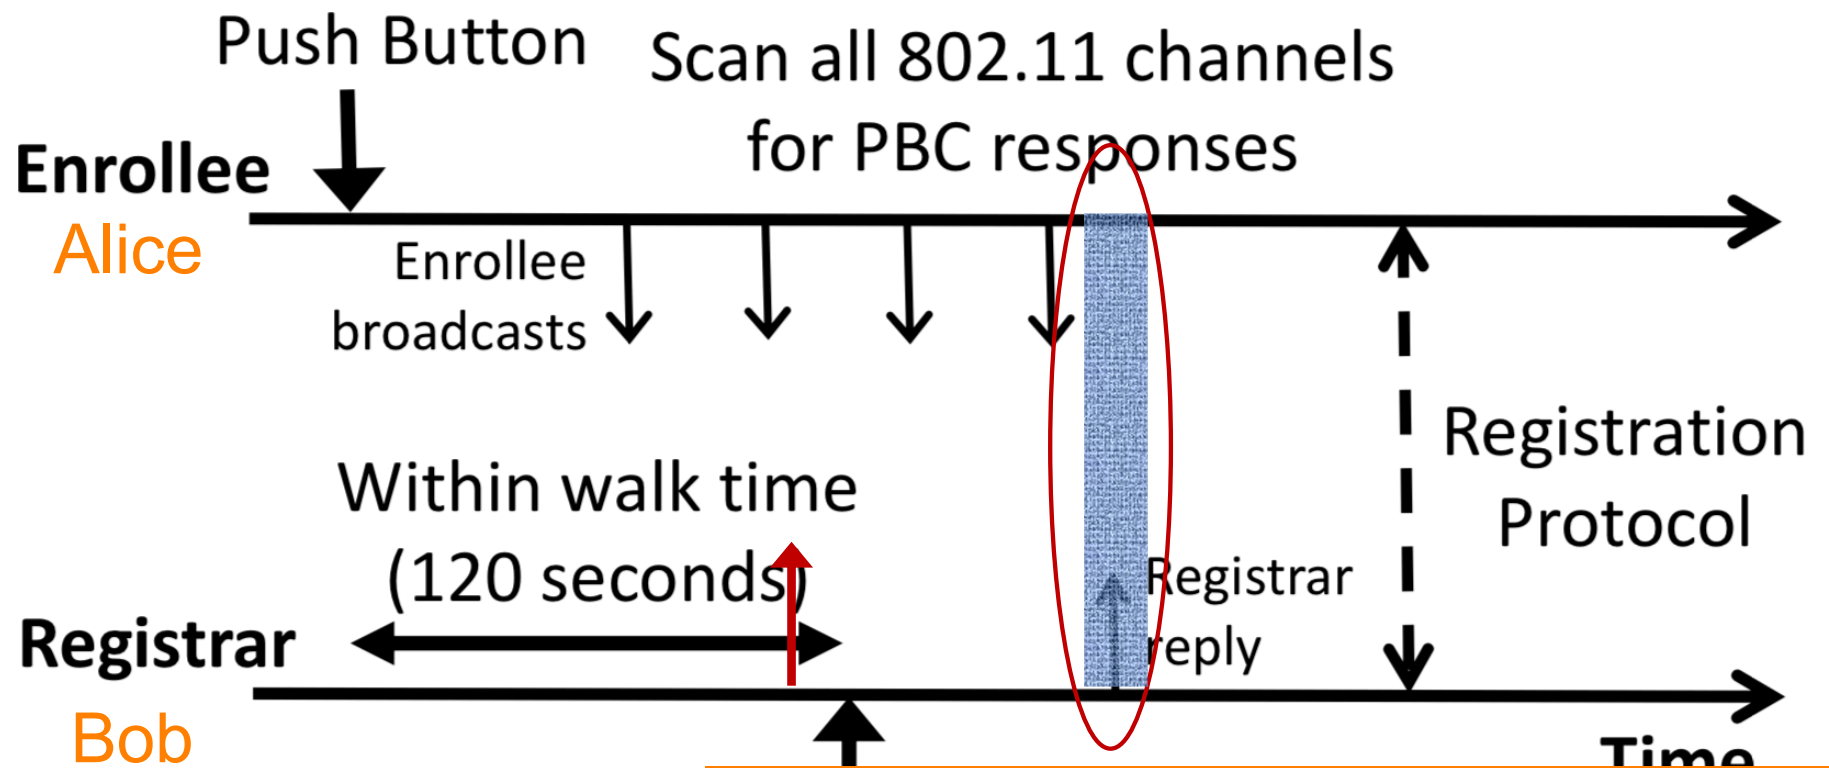 Push Button
Scan all 802.11 channels
for PBC responses
Enrollee
Alice
Enrollee
broadcasts
Within walk time
(120 seconds)
Registration
Protocol
Registrar
reply
Registrar
Bob
Time